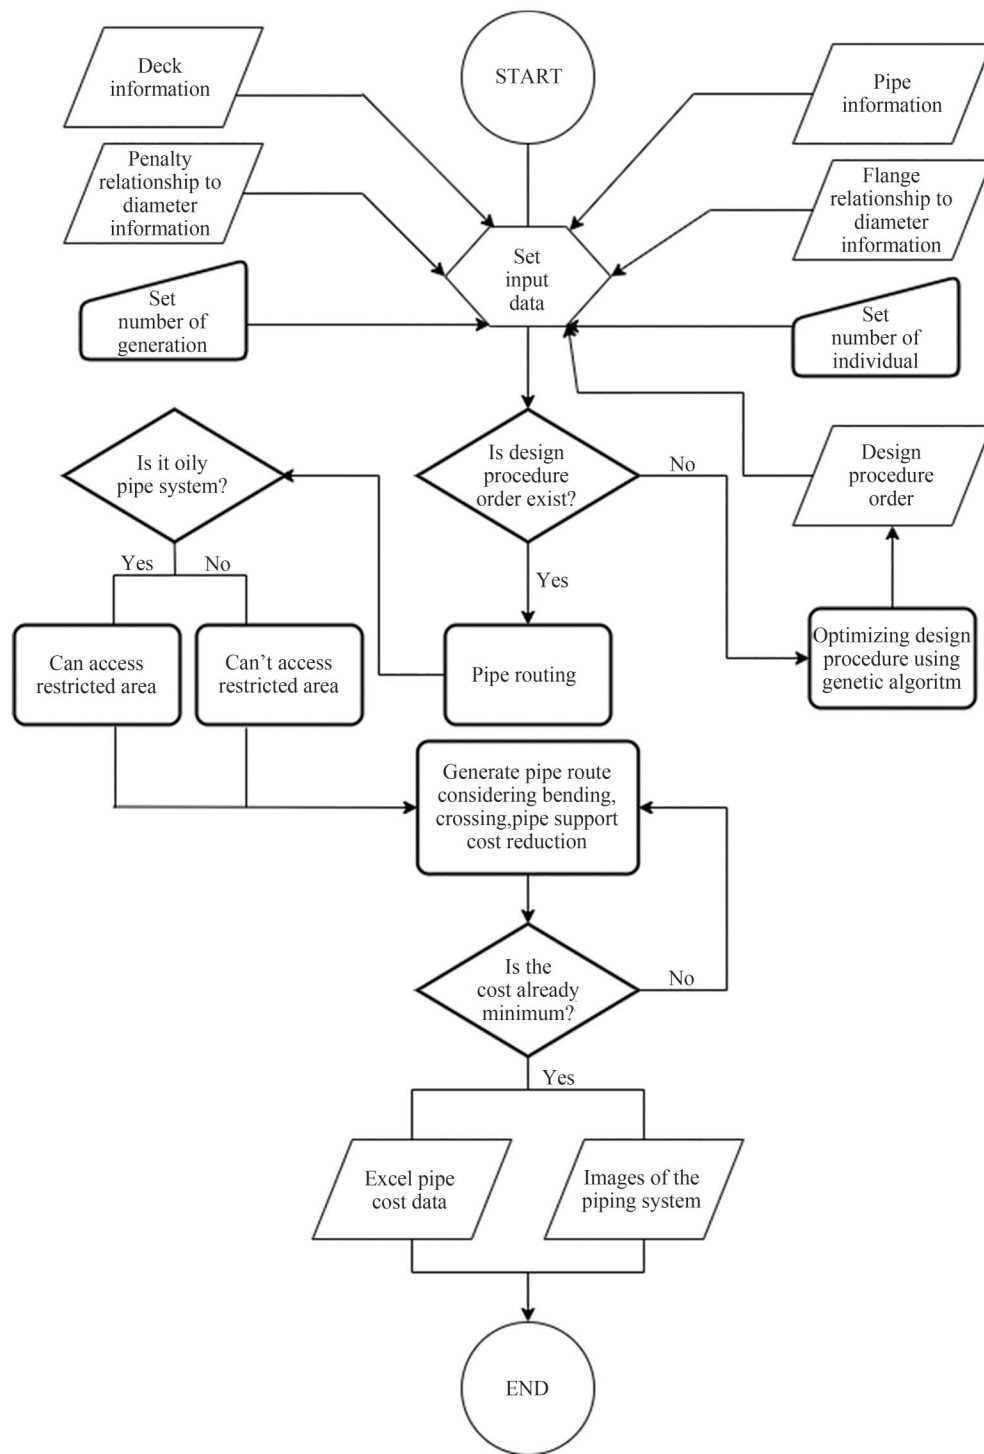 START
Deck
information
Pipe
information
Penalty
relationship to
diameter
information
Flange
relationship to
diameter
information
Set
input
data
Set
number of
generation
Set
number of
individual
Is it oily
pipe system?
Is design
procedure
order exist?
No
Design
procedure
order
Yes
No
Yes
Can access
restricted area
Can't access
restricted area
Pipe routing
Optimizing design
procedure using
genetic algoritm
Generate pipe route
considering bending,
crossing,pipe support
cost reduction
Is the
cost already
minimum?
No
Yes
Excel pipe
cost data
Images of the
piping system
END